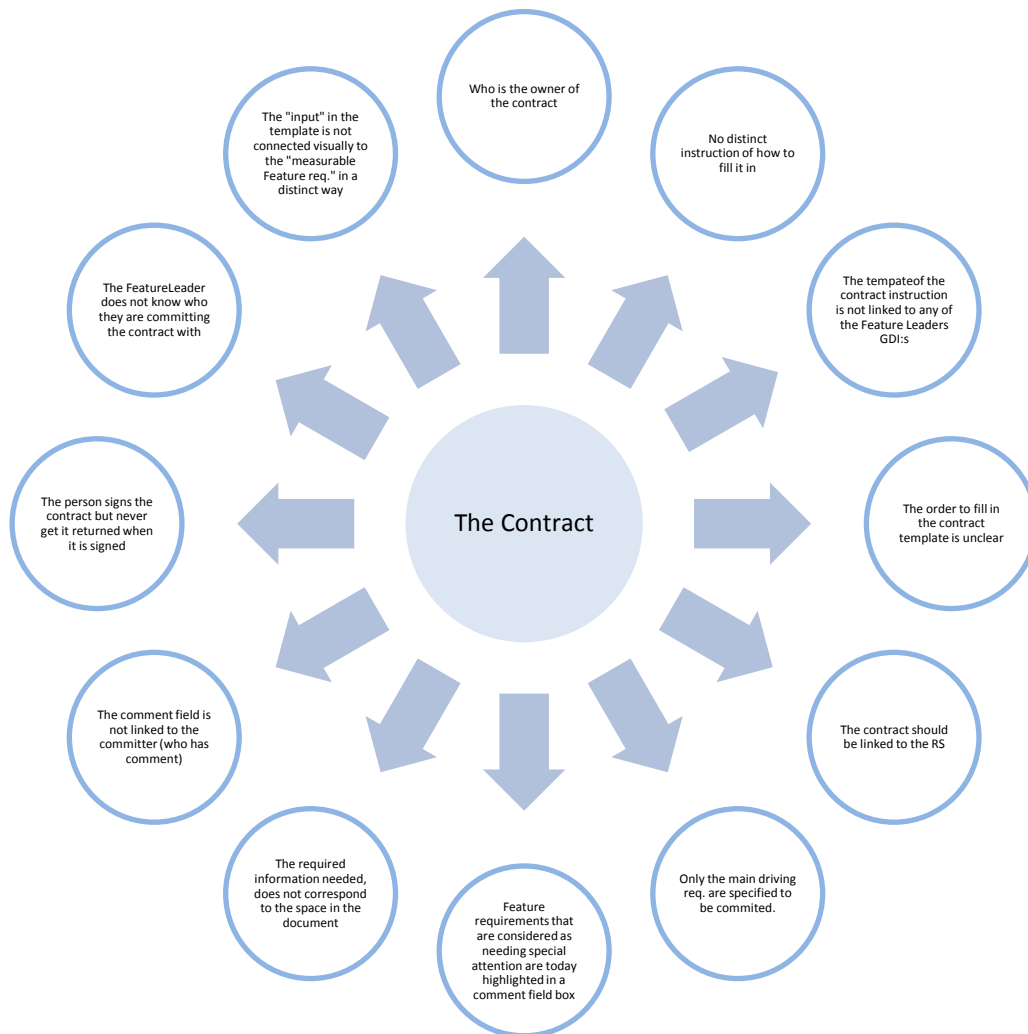 Who is the owner of
the contract
No distinct
instruction of how to
fill it in
The tempateof the
contract instruction
is not linked to any of
the Feature Leaders
GDI:s
The order to fill in
the contract
template is unclear
The contract should
be linked to the RS
Only the main driving
req. are specified to
be commited.
Feature
requirements that
are considered as
needing special
attention are today
highlighted in a
comment field box
The required
information needed,
does not correspond
to the space in the
document
The comment field is
not linked to the
committer (who has
comment)
The person signs the
contract but never
get it returned when
it is signed
The FeatureLeader
does not know who
they are committing
the contract with
The "input" in the
template is not
connected visually to
the "measurable
Feature req." in a
distinct way
The Contract